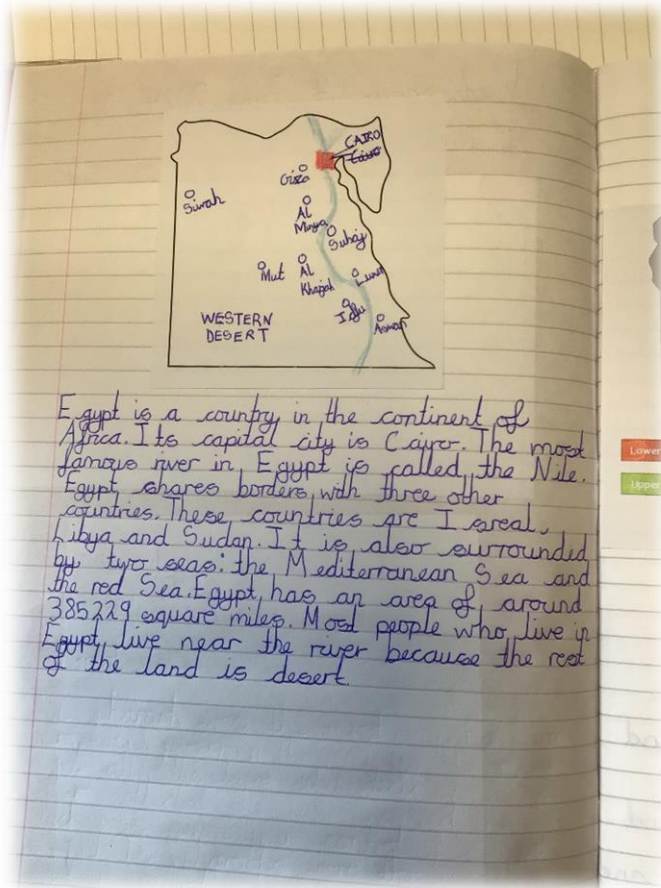 CAIRO
Cairo
Giza
Siwah
Al
Minya
Suhaj
Mut
Al
Kharjah
Luxor
Idfu
Aswan
WESTERN
DESERT
Egypt is a country in the continent of
Africa. Its capital city is Cairo. The most
famous river in Egypt is called the Nile.
Egypt shares borders with three other
countries. These countries are Isreal,
Libya and Sudan. It is also surrounded
by two seas: the Mediterranean Sea and
the red Sea. Egypt has an area of around
385229 square miles. Most people who live in
Egypt live near the river because the rest
of the land is desert.
Lower
Upper